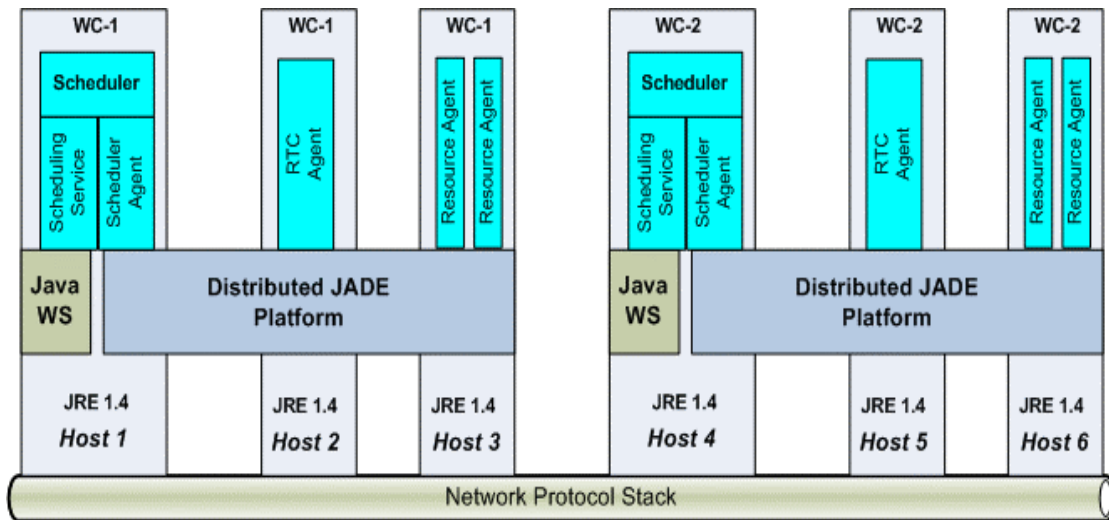 WC-1
WC-1
WC-1
WC-2
WC-2
WC-2
Scheduler
Scheduling
Service
Scheduler
Agent
RTC
Agent
Resource Agent
Resource Agent
Scheduler
Scheduling
Service
Scheduler
Agent
RTC
Agent
Resource Agent
Resource Agent
Java
WS
Distributed JADE
Platform
Java
WS
Distributed JADE
Platform
JRE 1.4
Host 1
JRE 1.4
Host 2
JRE 1.4
Host 3
JRE 1.4
Host 4
JRE 1.4
Host 5
JRE 1.4
Host 6
Network Protocol Stack